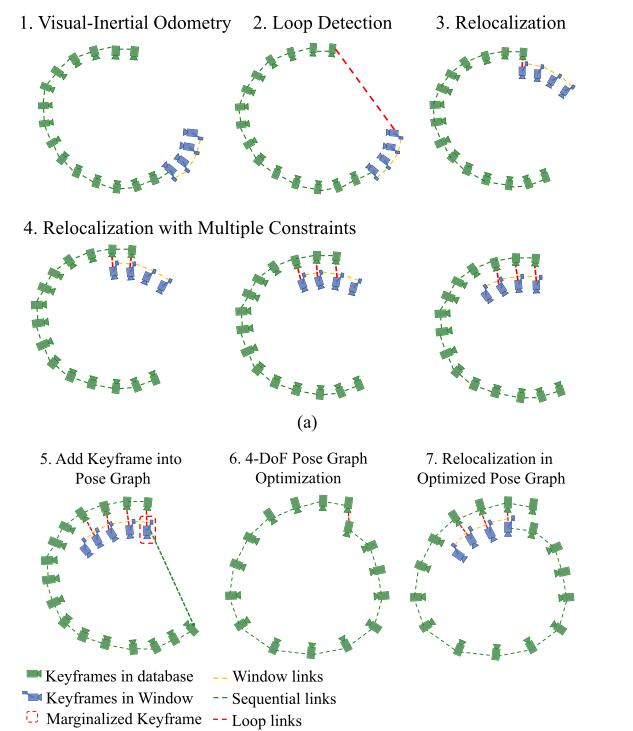 1. Visual-Inertial Odometry
2. Loop Detection
3. Relocalization
4. Relocalization with Multiple Constraints
(a)
5. Add Keyframe into
Pose Graph
6. 4-DoF Pose Graph
Optimization
7. Relocalization in
Optimized Pose Graph
Keyframes in database
Keyframes in Window
Marginalized Keyframe
Window links
Sequential links
Loop links